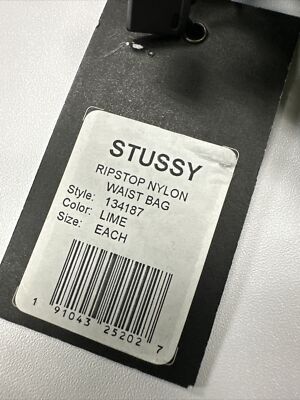 STUSSY
RIPSTOP NYLON
WAIST BAG
Style: 134187
Color: LIME
Size: EACH
1 91043 25202 7